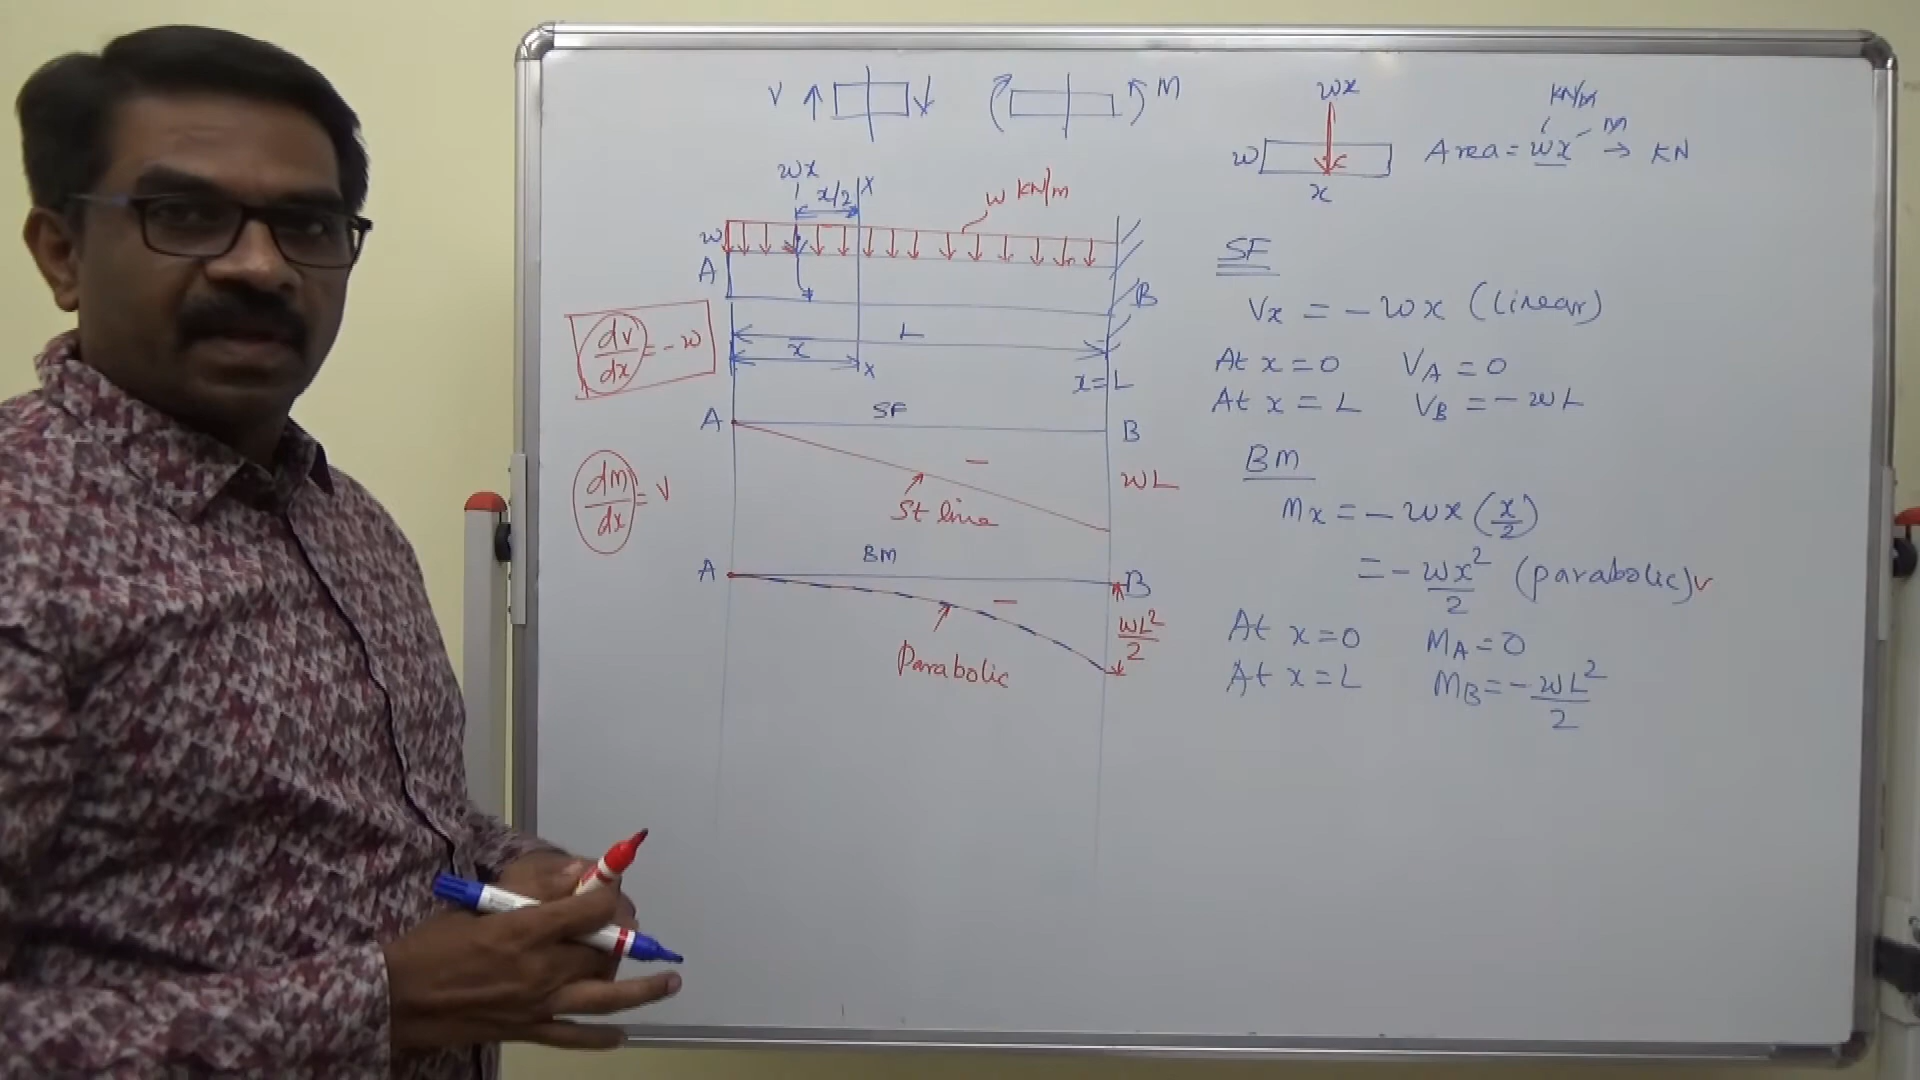 V
M
wx
x/2
X
w kN/m
w
A
B
L
x
X
x=L
dv/dx = -w
A
SF
B
-
wL
St line
dM/dx = V
A
BM
B
-
wL²/2
Parabolic
wx
w
x
kN/m
m
Area = wx → KN
SF
Vx = - wx (linear)
At x = 0 VA = 0
At x = L VB = - wL
BM
Mx = - wx (x/2)
= - wx²/2 (parabolic)
At x=0 MA = 0
At x = L MB = - wL²/2